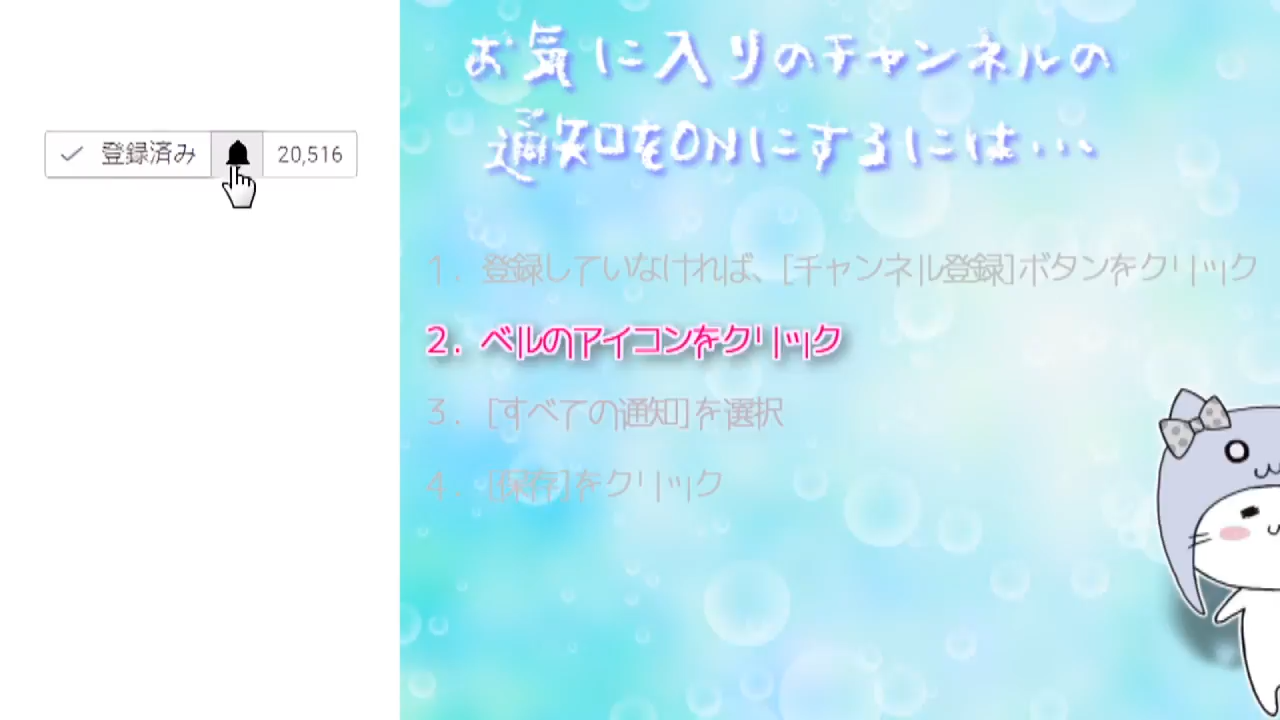 登録済み 20,516
お気に入りのチャンネルの
通知をONにするには・・・
1. 登録していなければ、[チャンネル登録]ボタンをクリック
2. ベルのアイコンをクリック
3. [すべての通知]を選択
4. [保存]をクリック